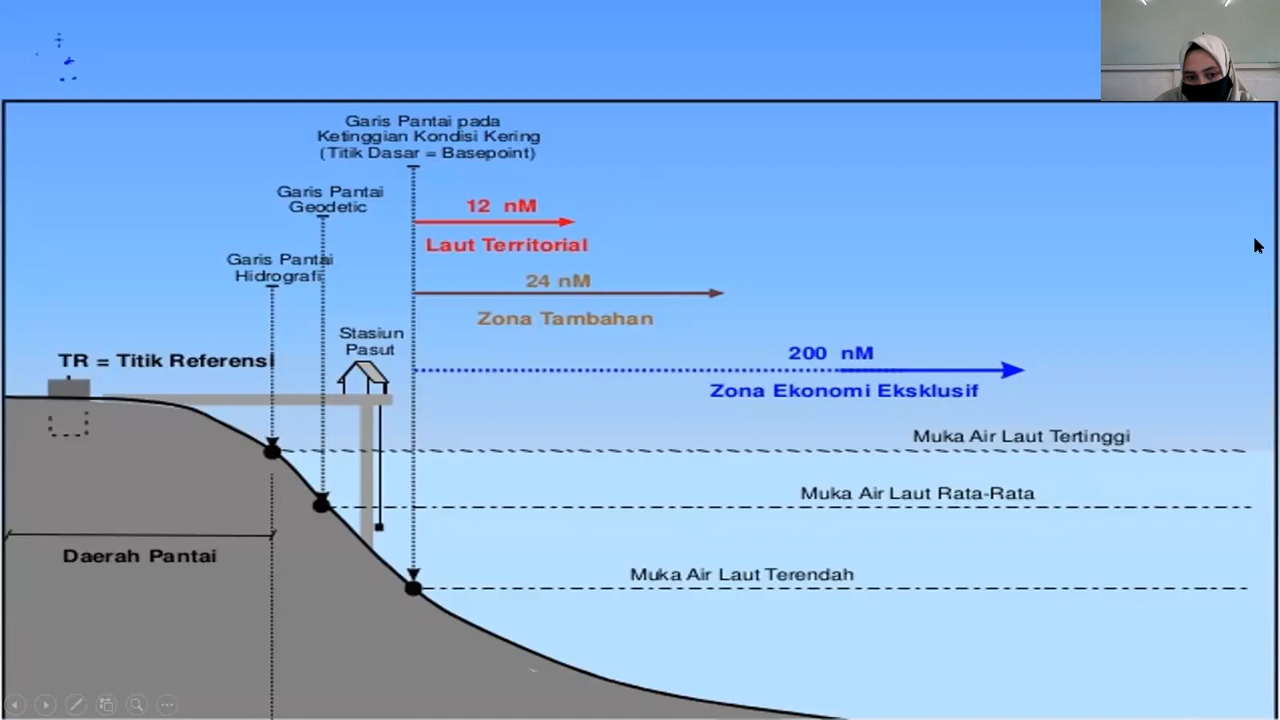 Garis Pantai pada
Ketinggian Kondisi Kering
(Titik Dasar = Basepoint)
Garis Pantai
Geodetic
12 nM
Laut Territorial
Garis Pantai
Hidrografi
24 nM
Zona Tambahan
Stasiun
Pasut
TR = Titik Referensi
200 nM
Zona Ekonomi Eksklusif
Muka Air Laut Tertinggi
Muka Air Laut Rata-Rata
Daerah Pantai
Muka Air Laut Terendah